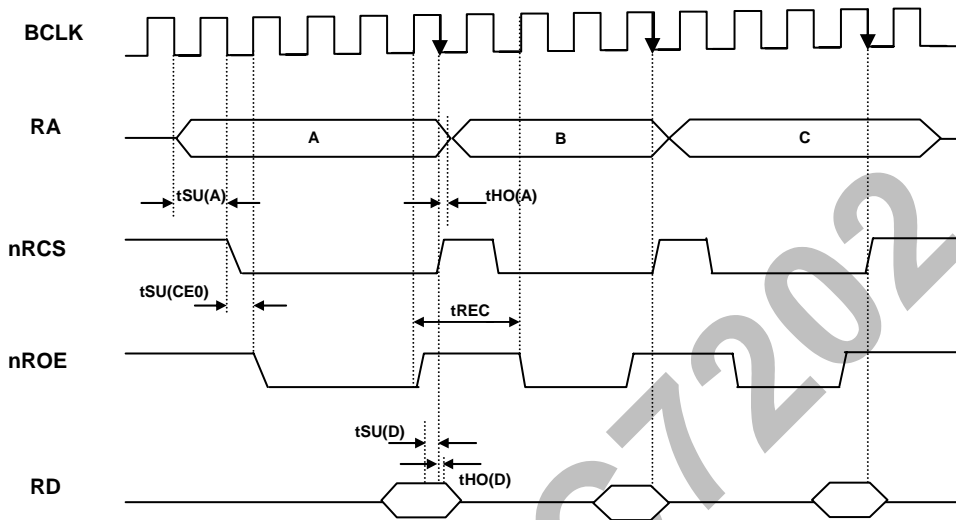 BCLK
RA
A
B
C
tSU(A)
tHO(A)
nRCS
tSU(CE0)
tREC
nROE
tSU(D)
tHO(D)
RD